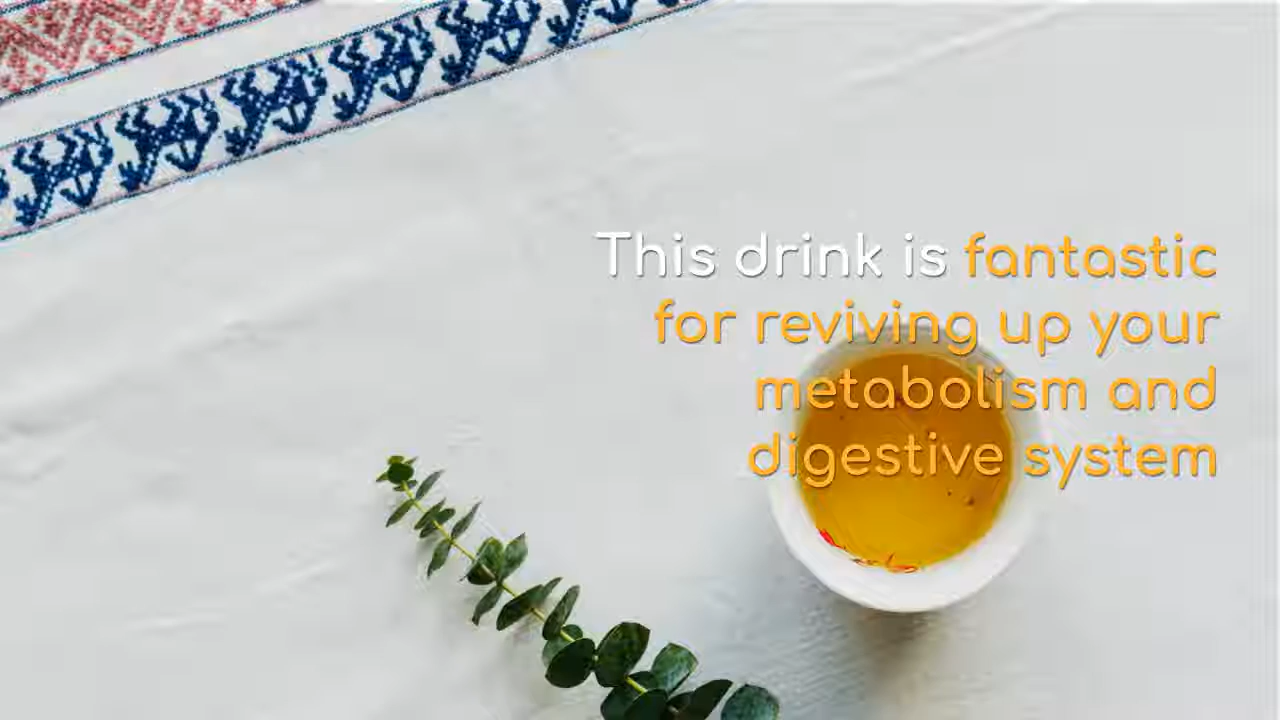 This drink is fantastic
for reviving up your
metabolism and
digestive system